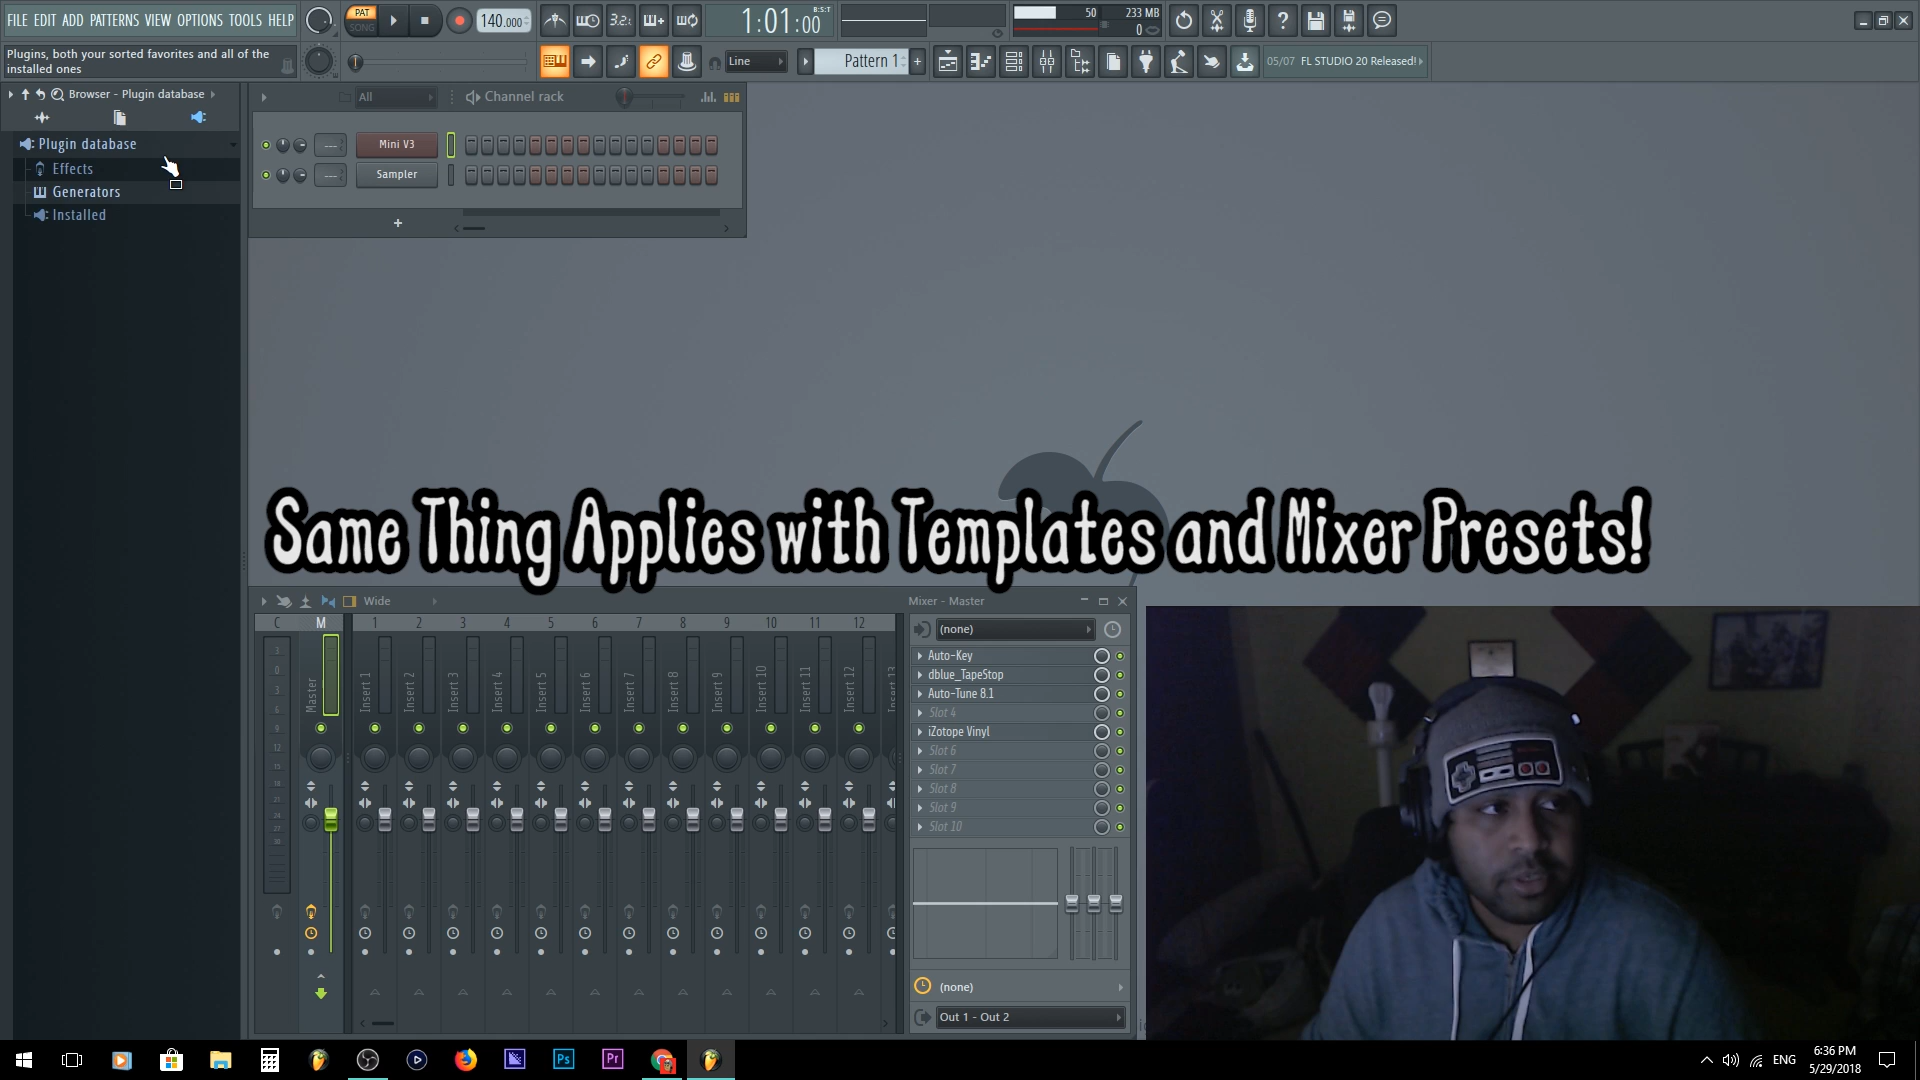 FILE EDIT ADD PATTERNS VIEW OPTIONS TOOLS HELP
PAT
SONG
140.000
3.2.
1:01:00
B:S:T
50
233 MB
0
Plugins, both your sorted favorites and all of the
installed ones
Line
Pattern 1
05/07 FL STUDIO 20 Released!
Browser - Plugin database
Plugin database
Effects
Generators
Installed
All
Channel rack
Mini V3
Sampler
Same Thing Applies with Templates and Mixer Presets!
Wide
Mixer - Master
C M 1 2 3 4 5 6 7 8 9 10 11 12
Master
Insert 1
Insert 2
Insert 3
Insert 4
Insert 5
Insert 6
Insert 7
Insert 8
Insert 9
Insert 10
Insert 11
Insert 12
(none)
Auto-Key
dblue_TapeStop
Auto-Tune 8.1
Slot 4
iZotope Vinyl
Slot 6
Slot 7
Slot 8
Slot 9
Slot 10
(none)
Out 1 - Out 2
Ps
Pr
ENG
6:36 PM
5/29/2018